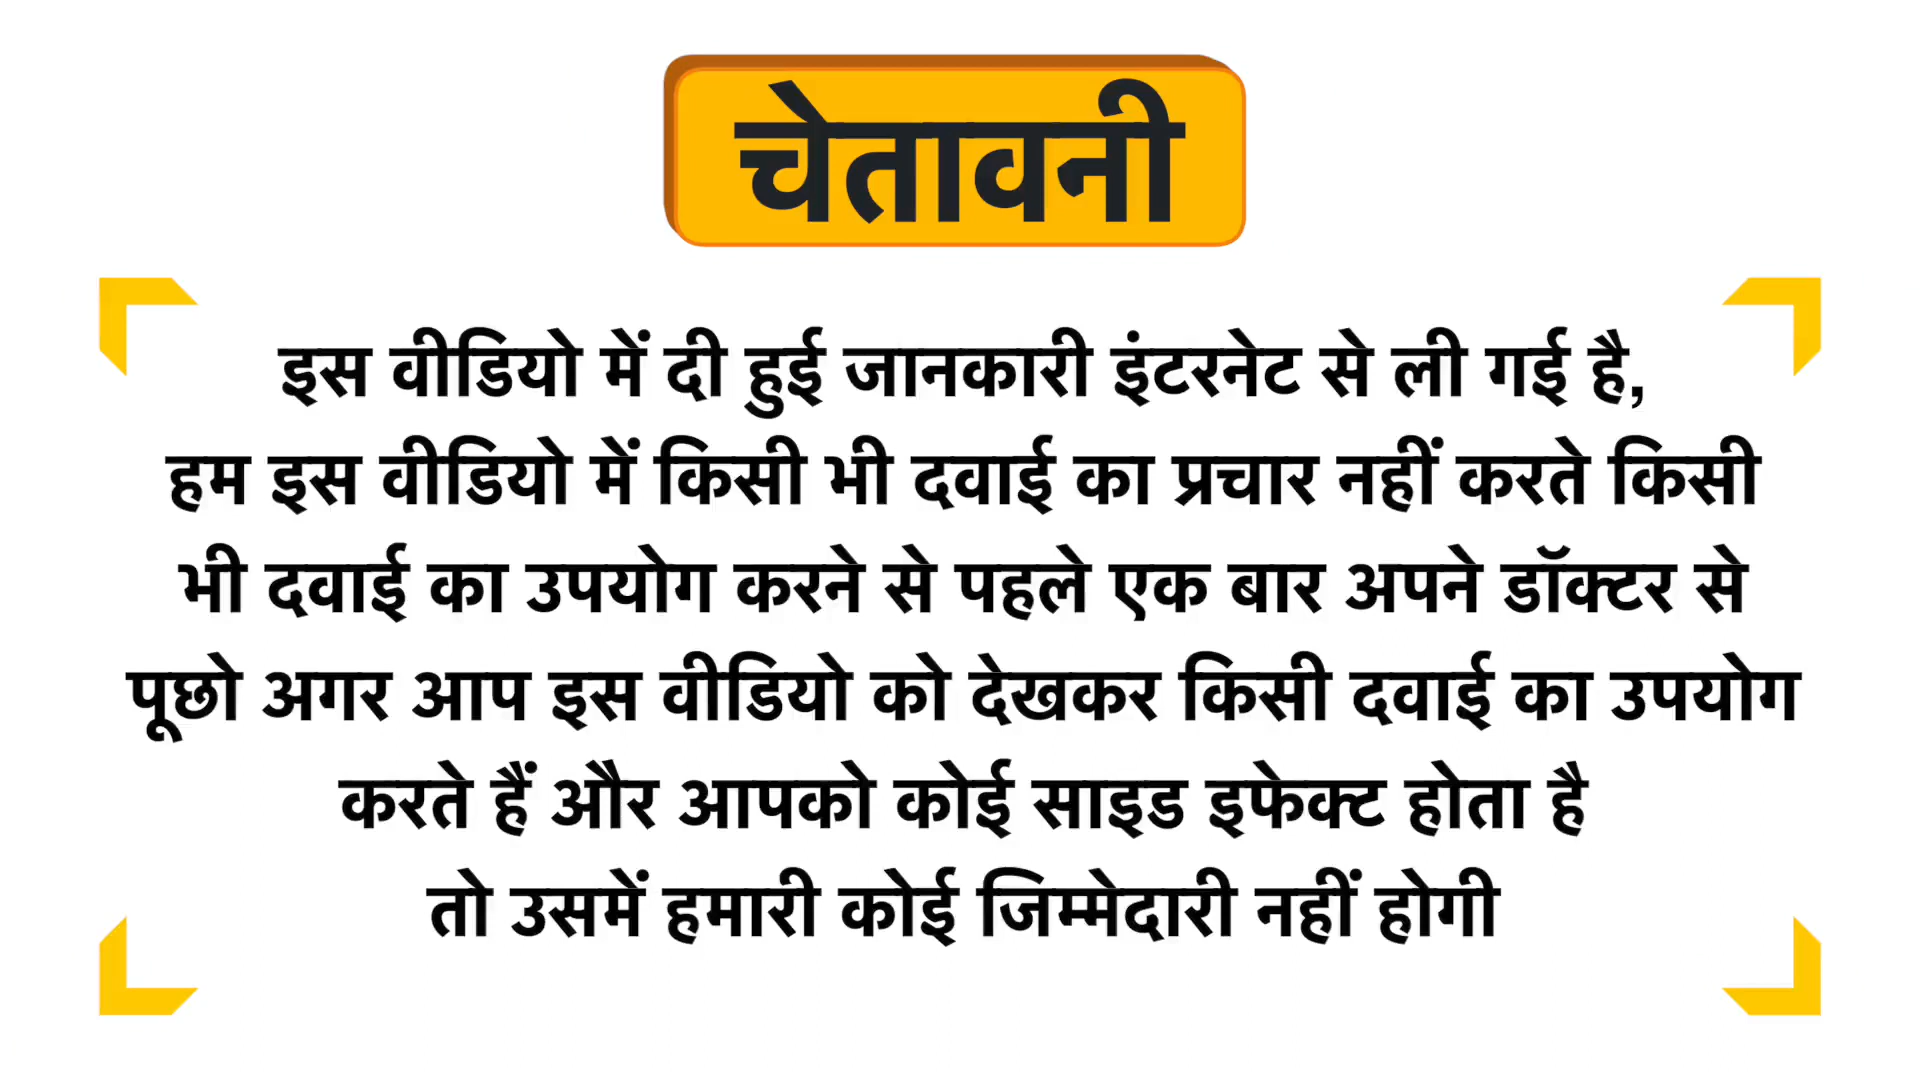 चेतावनी
इस वीडियो में दी हुई जानकारी इंटरनेट से ली गई है,
हम इस वीडियो में किसी भी दवाई का प्रचार नहीं करते किसी
भी दवाई का उपयोग करने से पहले एक बार अपने डॉक्टर से
पूछो अगर आप इस वीडियो को देखकर किसी दवाई का उपयोग
करते हैं और आपको कोई साइड इफेक्ट होता है
तो उसमें हमारी कोई जिम्मेदारी नहीं होगी